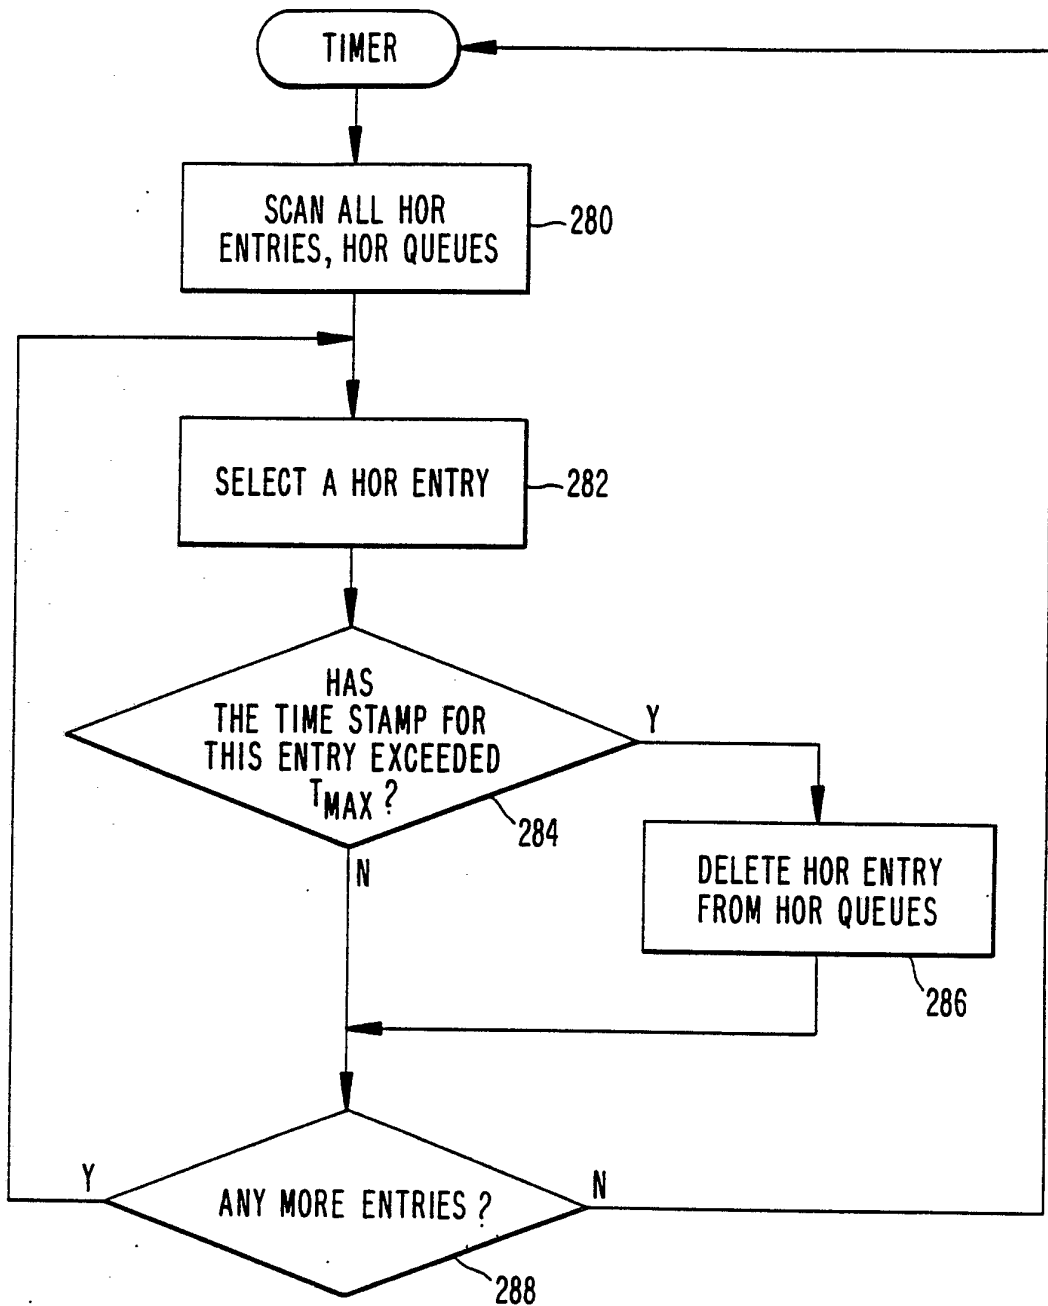 TIMER
SCAN ALL HOR
ENTRIES, HOR QUEUES
280
SELECT A HOR ENTRY
282
HAS
THE TIME STAMP FOR
THIS ENTRY EXCEEDED
TMAX ?
Y
284
N
DELETE HOR ENTRY
FROM HOR QUEUES
286
Y
ANY MORE ENTRIES ?
N
288